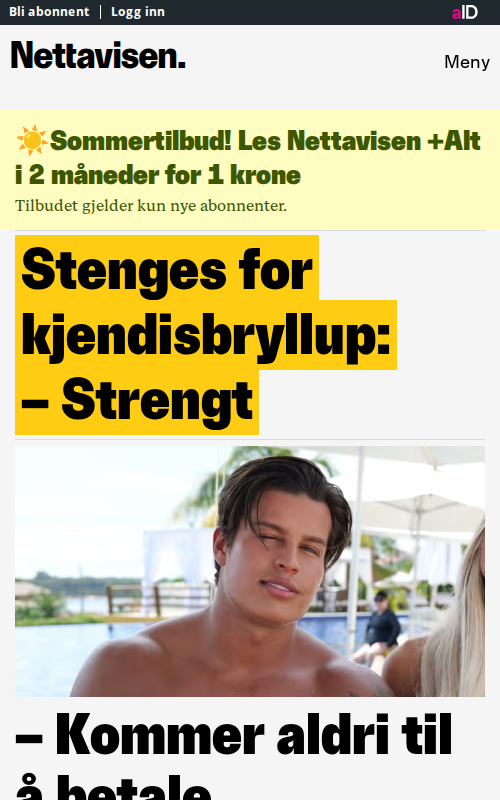 Bli abonnent
Logg inn
aID
Nettavisen.
Meny
☀️Sommertilbud! Les Nettavisen +Alt
i 2 måneder for 1 krone
Tilbudet gjelder kun nye abonnenter.
Stenges for
kjendisbryllup:
– Strengt
– Kommer aldri til
å betale